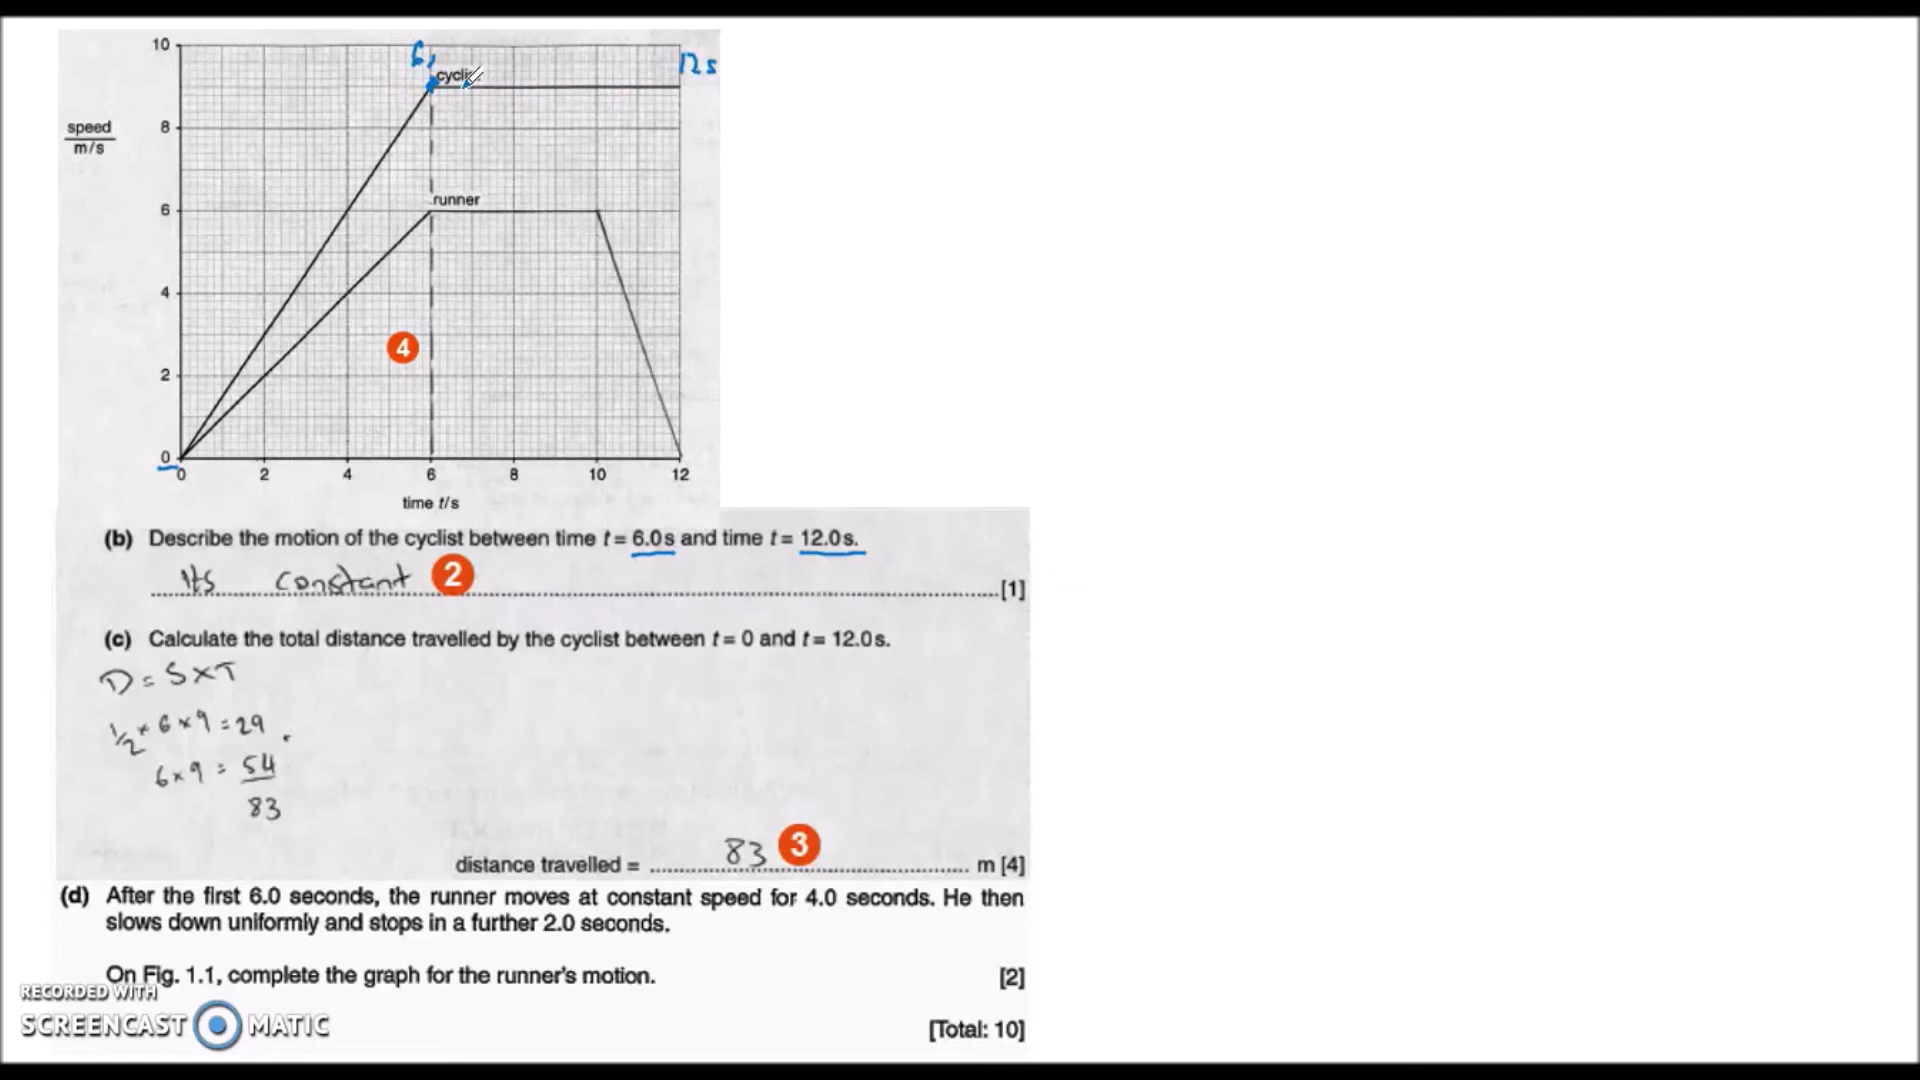 10
6,
12s
cycli
speed
m/s
8
6
runner
4
4
2
0
0 2 4 6 8 10 12
time t/s
(b) Describe the motion of the cyclist between time t = 6.0 s and time t = 12.0 s.
Its constant 2 [1]
(c) Calculate the total distance travelled by the cyclist between t = 0 and t = 12.0 s.
D = S X T
1/2 × 6 × 9 = 29
6 × 9 = 54
83
distance travelled = 83 3 m [4]
(d) After the first 6.0 seconds, the runner moves at constant speed for 4.0 seconds. He then
slows down uniformly and stops in a further 2.0 seconds.
On Fig. 1.1, complete the graph for the runner's motion. [2]
RECORDED WITH
SCREENCAST MATIC
[Total: 10]